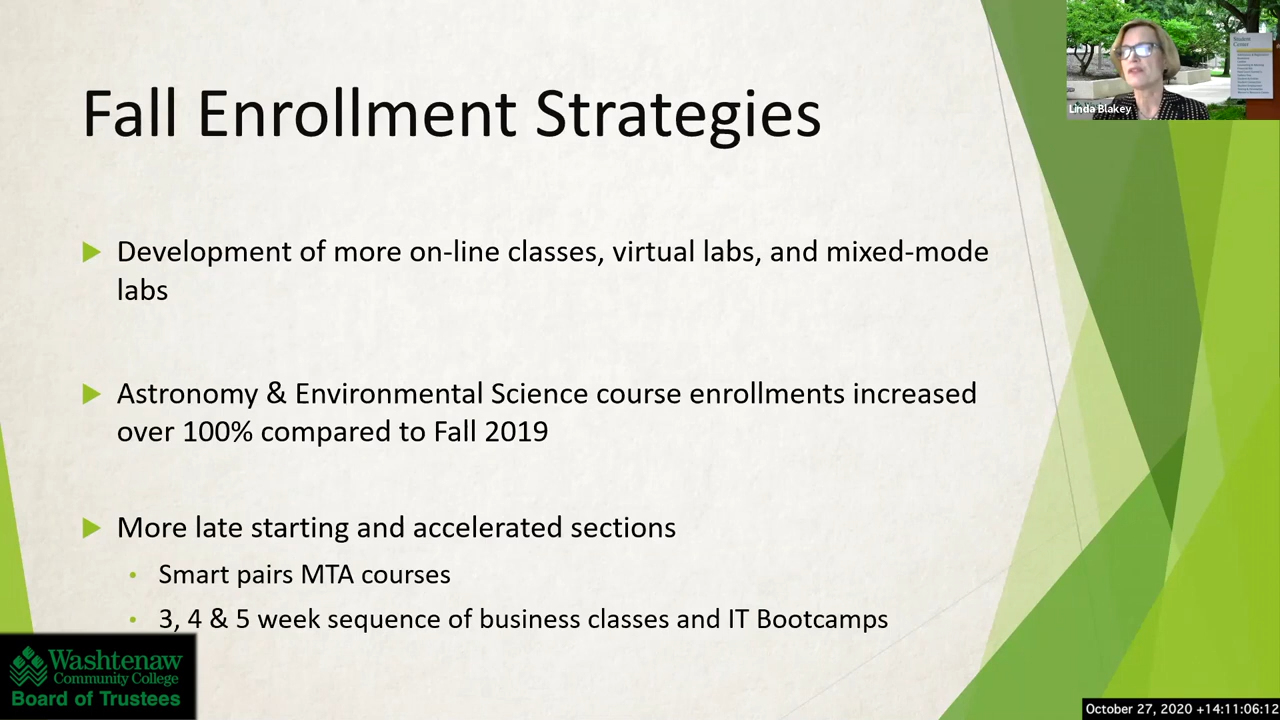 Fall Enrollment Strategies
Development of more on-line classes, virtual labs, and mixed-mode
labs
Astronomy & Environmental Science course enrollments increased
over 100% compared to Fall 2019
More late starting and accelerated sections
Smart pairs MTA courses
3, 4 & 5 week sequence of business classes and IT Bootcamps
Student
Center
Linda Blakey
Washtenaw
Community College
Board of Trustees
October 27, 2020 +14:11:06:12